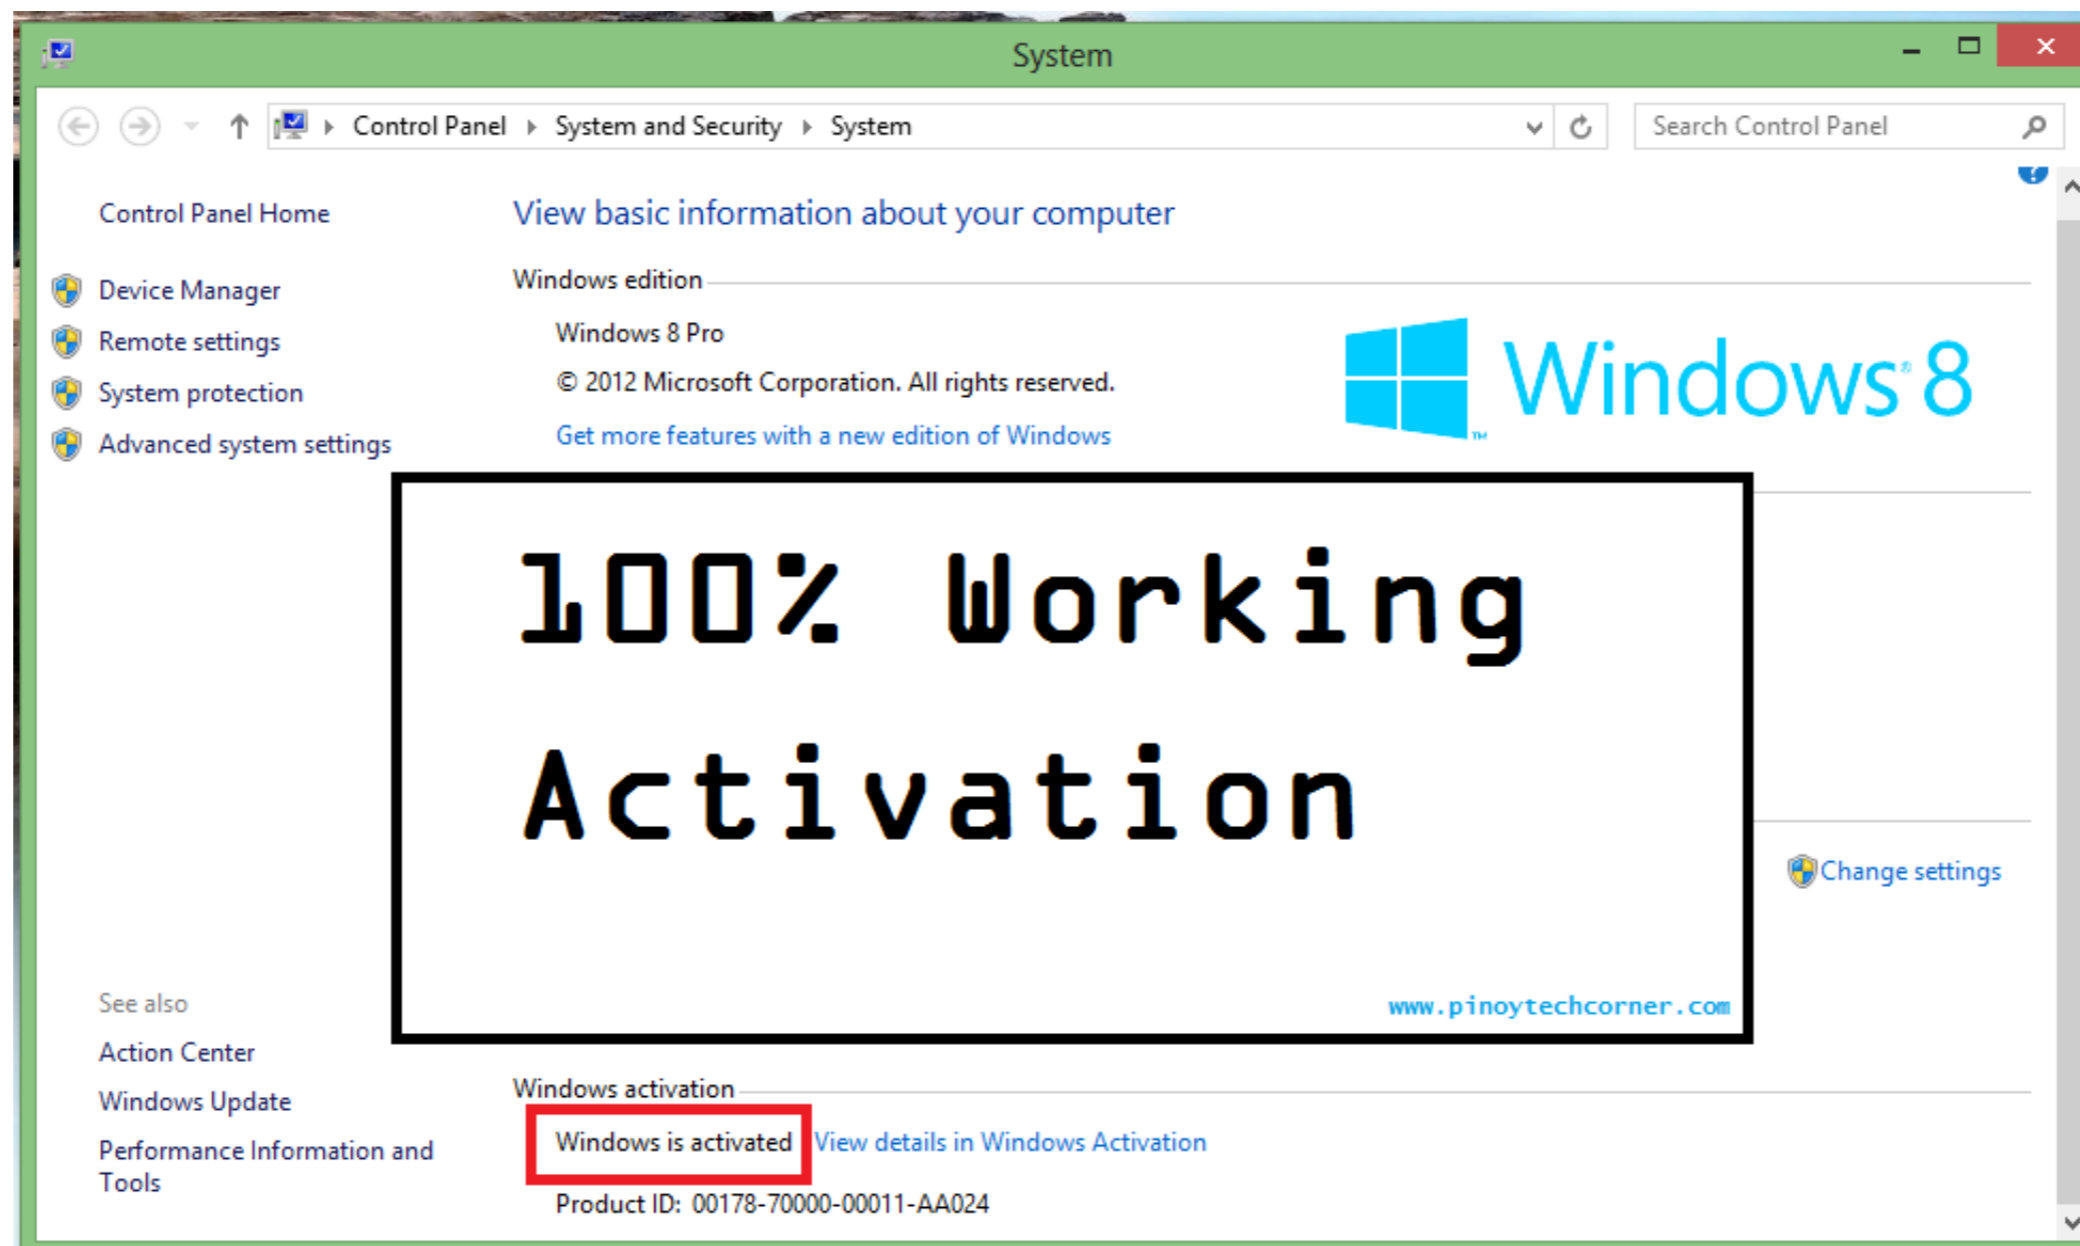 System
Control Panel System and Security System
Search Control Panel
Control Panel Home
Device Manager
Remote settings
System protection
Advanced system settings
View basic information about your computer
Windows edition
Windows 8 Pro
© 2012 Microsoft Corporation. All rights reserved.
Get more features with a new edition of Windows
Windows® 8
™
100% Working
Activation
www.pinoytechcorner.com
Change settings
See also
Action Center
Windows Update
Performance Information and
Tools
Windows activation
Windows is activated View details in Windows Activation
Product ID: 00178-70000-00011-AA024